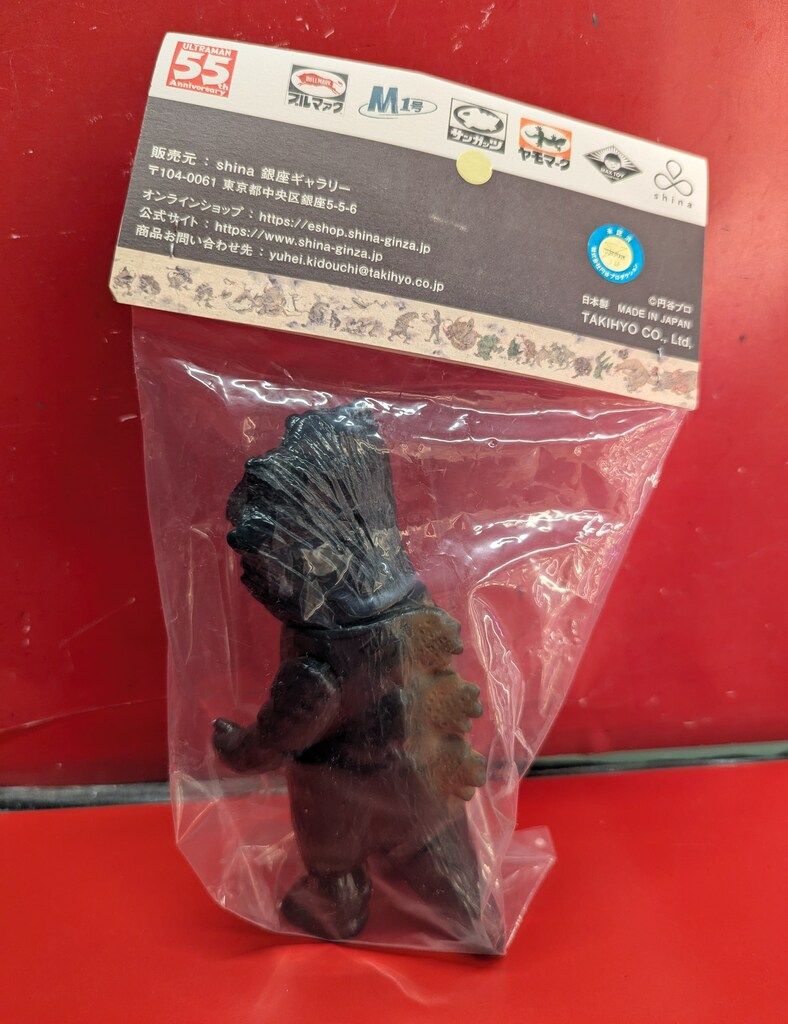 ULTRAMAN
55th
Anniversary
BULLMARK
ブルマァク
M1号
サンガッツ
ヤモマーク
MAX TOY
shina
販売元 : shina 銀座ギャラリー
〒104-0061 東京都中央区銀座5-5-6
オンラインショップ : https://eshop.shina-ginza.jp
公式サイト : https://www.shina-ginza.jp
商品お問い合わせ先 : yuhei.kidouchi@takihyo.co.jp
©円谷プロ
日本製 MADE IN JAPAN
TAKIHYO CO., Ltd,